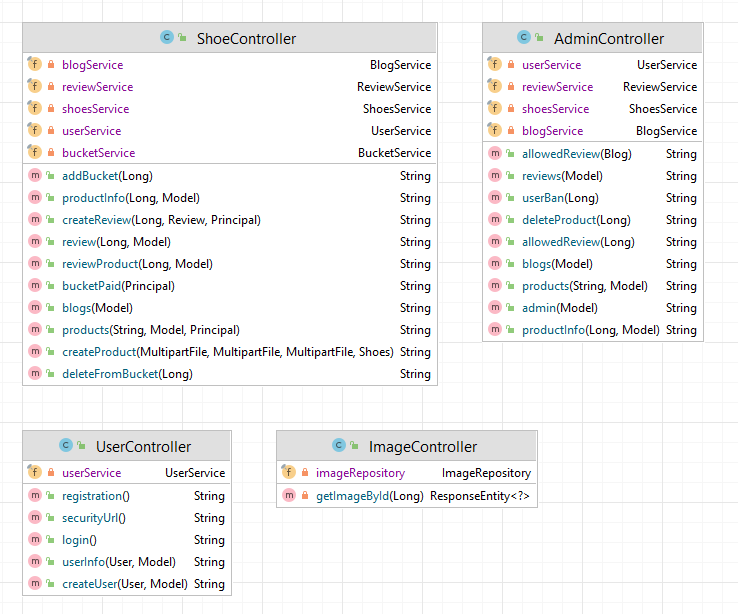 ShoeController
blogService BlogService
reviewService ReviewService
shoesService ShoesService
userService UserService
bucketService BucketService
addBucket(Long) String
productInfo(Long, Model) String
createReview(Long, Review, Principal) String
review(Long, Model) String
reviewProduct(Long, Model) String
bucketPaid(Principal) String
blogs(Model) String
products(String, Model, Principal) String
createProduct(MultipartFile, MultipartFile, MultipartFile, Shoes) String
deleteFromBucket(Long) String
AdminController
userService UserService
reviewService ReviewService
shoesService ShoesService
blogService BlogService
allowedReview(Blog) String
reviews(Model) String
userBan(Long) String
deleteProduct(Long) String
allowedReview(Long) String
blogs(Model) String
products(String, Model) String
admin(Model) String
productInfo(Long, Model) String
UserController
userService UserService
registration() String
securityUrl() String
login() String
userInfo(User, Model) String
createUser(User, Model) String
ImageController
imageRepository ImageRepository
getImageById(Long) ResponseEntity<?>